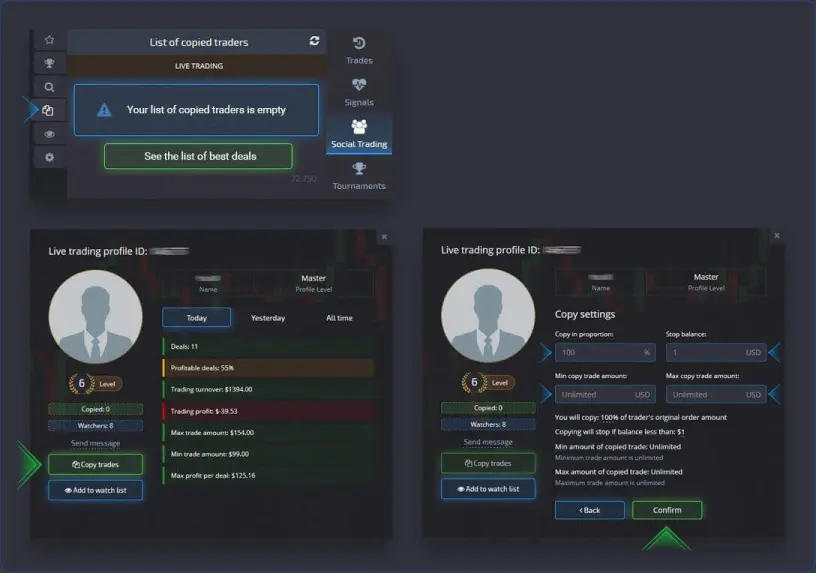 List of copied traders
LIVE TRADING
Your list of copied traders is empty
See the list of best deals
72.250
Trades
Signals
Social Trading
Tournaments
Live trading profile ID:
Name
Master
Profile Level
6 Level
Copied: 0
Watchers: 8
Send message
Copy trades
Add to watch list
Today Yesterday All time
Deals: 11
Profitable deals: 55%
Trading turnover: $1394.00
Trading profit: $-39.53
Max trade amount: $154.00
Min trade amount: $99.00
Max profit per deal: $125.16
Live trading profile ID:
Name
Master
Profile Level
6 Level
Copied: 0
Watchers: 8
Send message
Copy trades
Add to watch list
Copy settings
Copy in proportion: Stop balance:
100 % 1 USD
Min copy trade amount: Max copy trade amount:
Unlimited USD Unlimited USD
You will copy: 100% of trader's original order amount
Copying will stop if balance less than: $1
Min amount of copied trade: Unlimited
Minimum trade amount is unlimited
Max amount of copied trade: Unlimited
Maximum trade amount is unlimited
Back Confirm